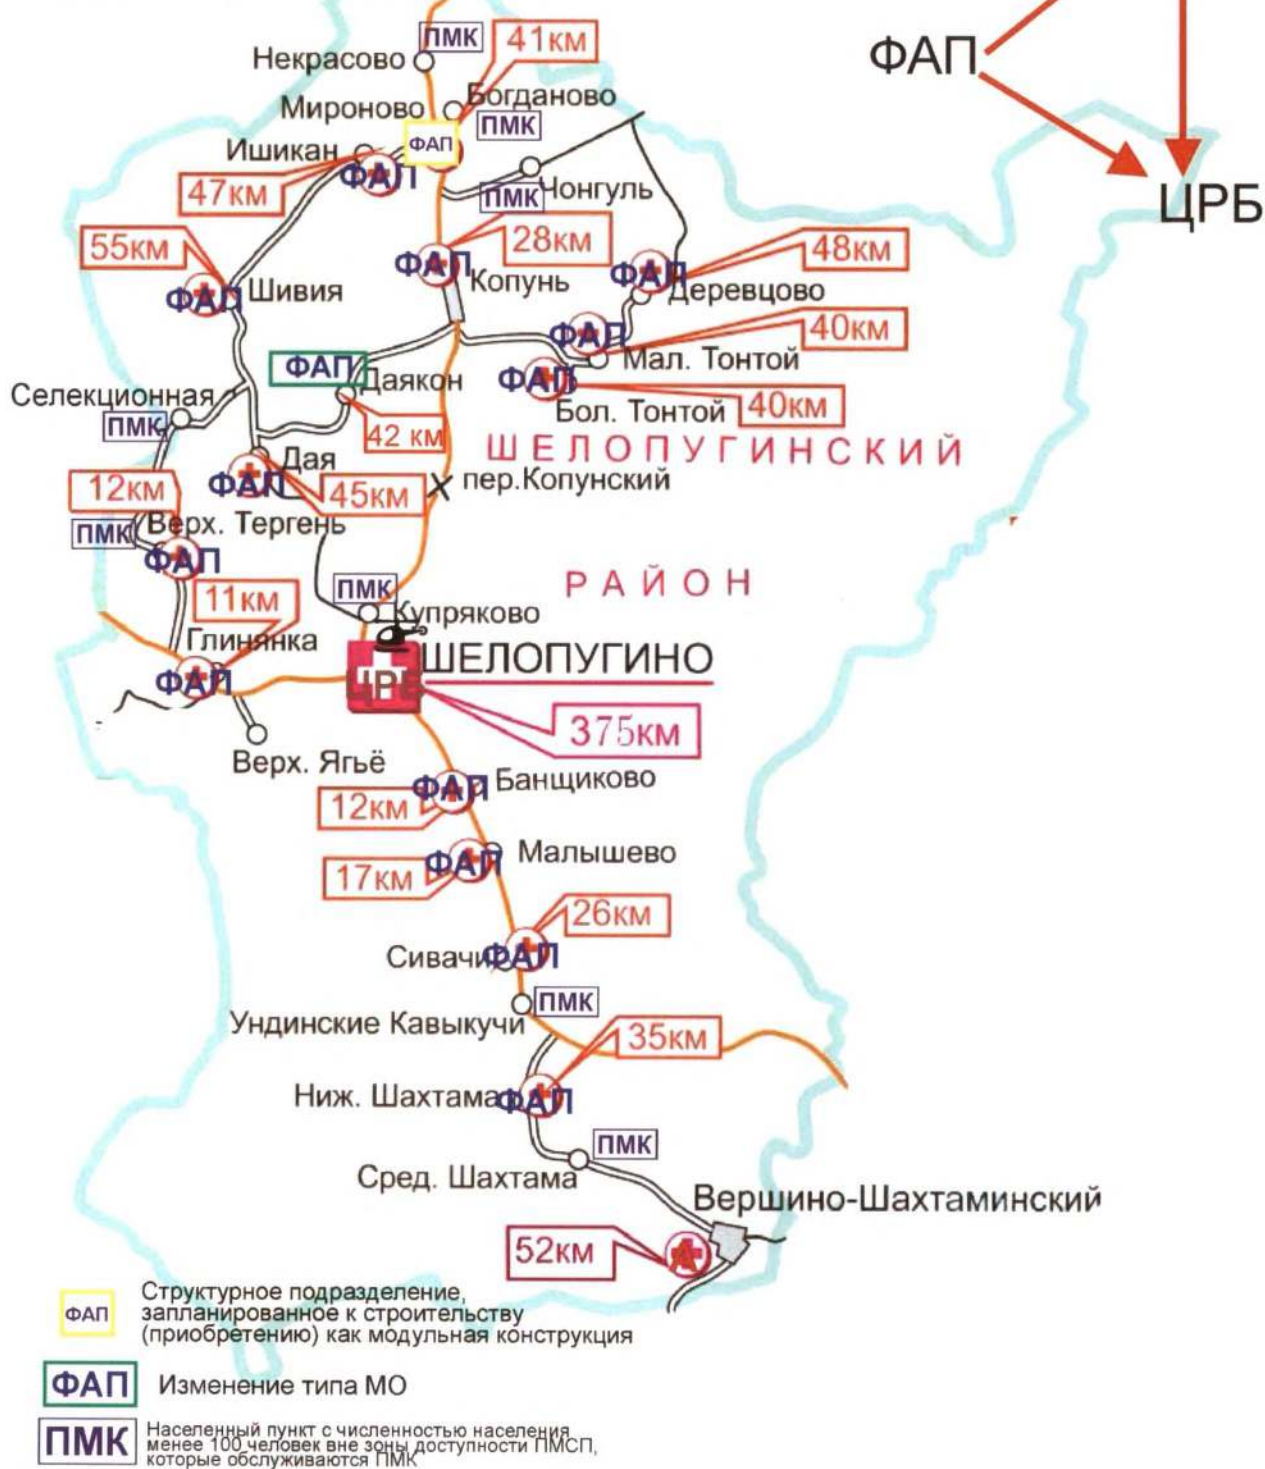 ПМК
41км
Некрасово
ФАП
Мироново
Богданово
ПМК
ФАП
Ишикан
ФАП
47км
ПМК
Чонгуль
ЦРБ
55км
28км
48км
ФАП
ФАП
Копунь
ФАП
Деревцово
Шивия
40км
ФАП
Мал. Тонтой
ФАП
Даякон
ФАП
Селекционная
Бол. Тонтой
40км
ПМК
42 км
ШЕЛОПУГИНСКИЙ
Дая
ФАП
45км
пер.Копунский
12км
Верх. Тергень
ПМК
ФАП
РАЙОН
ПМК
11км
Купряково
Глинянка
ШЕЛОПУГИНО
ФАП
ЦРБ
375км
Верх. Ягьё
ФАП
Банщиково
12км
Малышево
ФАП
17км
26км
Сивачи
ФАП
ПМК
Ундинские Кавыкучи
35км
Ниж. Шахтама
ФАП
ПМК
Сред. Шахтама
Вершино-Шахтаминский
52км
А
ФАП
Структурное подразделение,
запланированное к строительству
(приобретению) как модульная конструкция
ФАП
Изменение типа МО
ПМК
Населенный пункт с численностью населения
менее 100 человек вне зоны доступности ПМСП,
которые обслуживаются ПМК